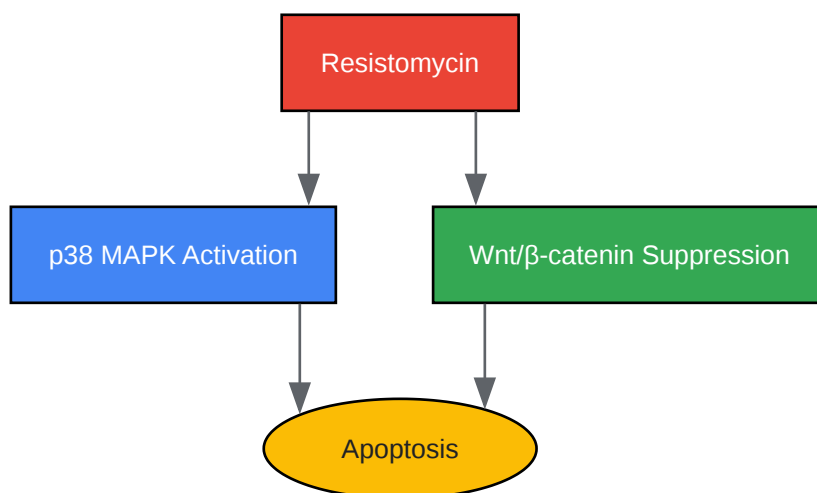 Resistomycin
p38 MAPK Activation
Wnt/β-catenin Suppression
Apoptosis